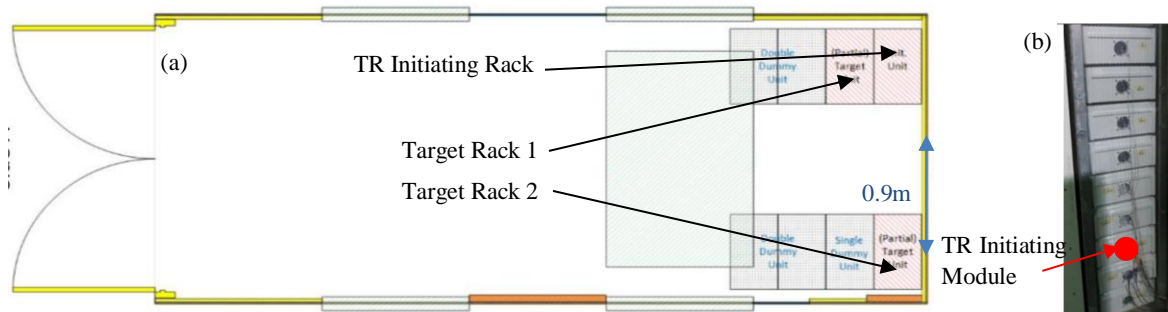 (a)
TR Initiating Rack
Target Rack 1
Target Rack 2
Double
Dummy
Unit
(Partial)
Target
Unit
Unit
Double
Dummy
Unit
Single
Dummy
Unit
(Partial)
Target
Unit
0.9m
(b)
TR Initiating
Module